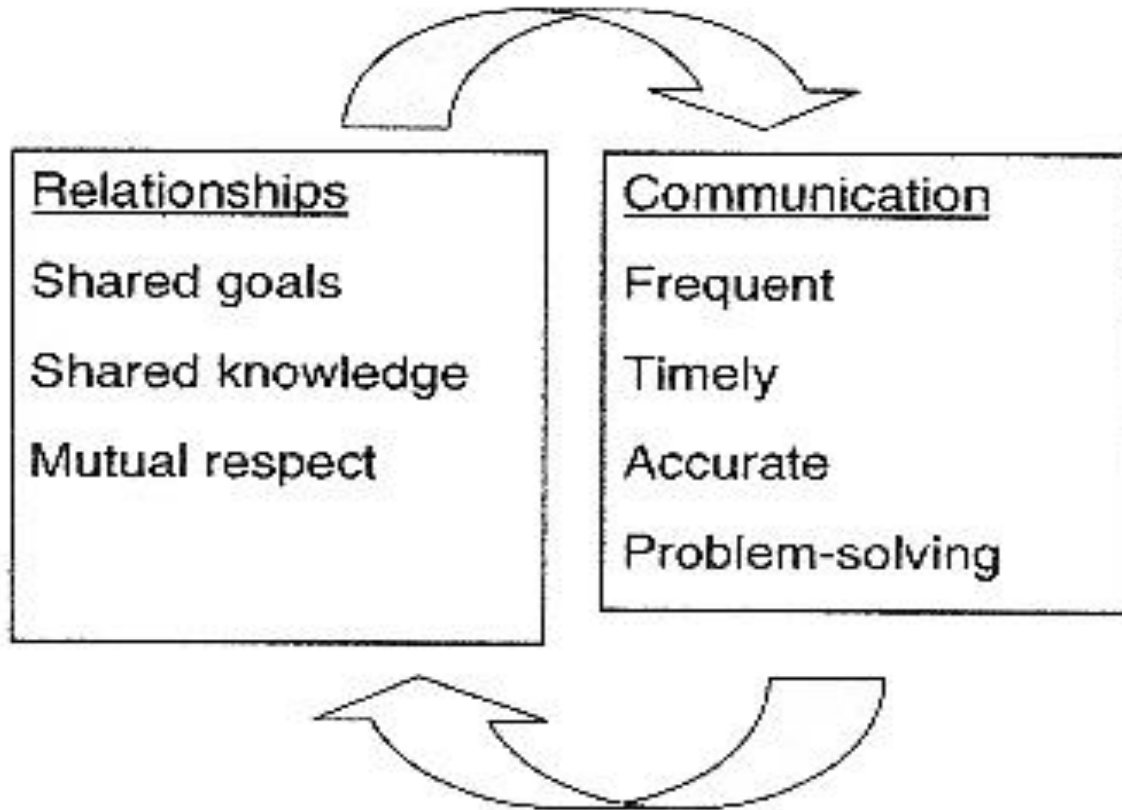 Relationships
Shared goals
Shared knowledge
Mutual respect
Communication
Frequent
Timely
Accurate
Problem-solving